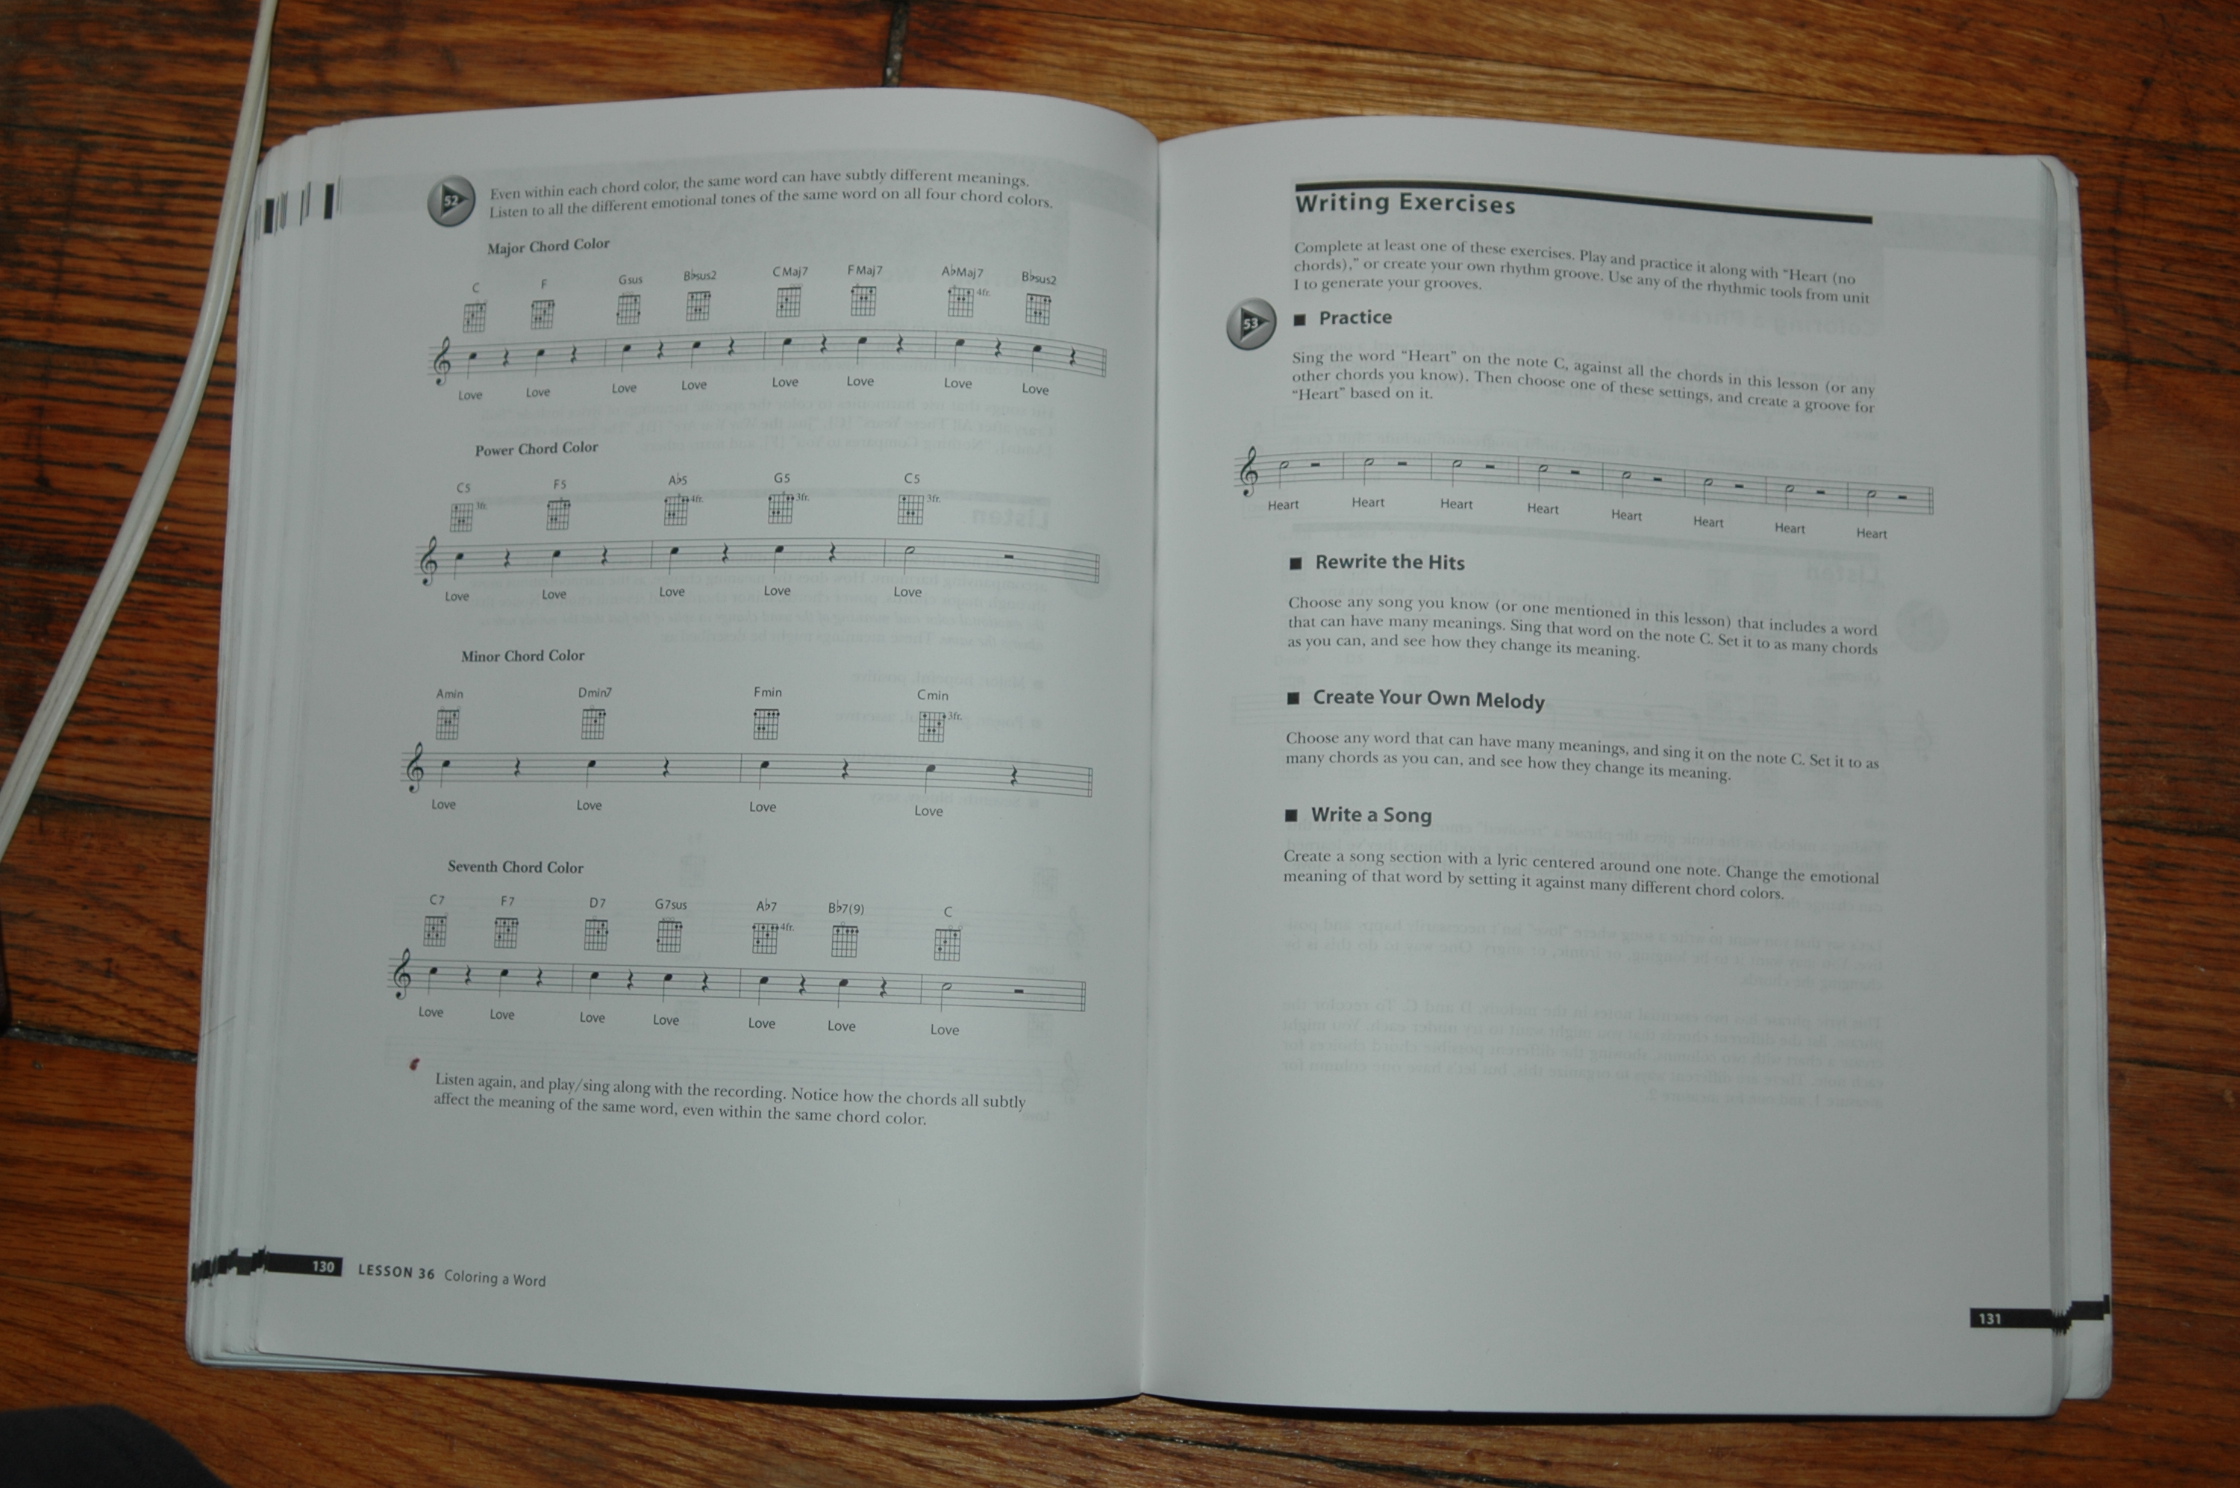 52
Even within each chord color, the same word can have subtly different meanings.
Listen to all the different emotional tones of the same word on all four chord colors.
Major Chord Color
C F Gsus B♭sus2 CMaj7 FMaj7 A♭Maj7 B♭sus2
4fr.
Love Love Love Love Love Love Love Love
Power Chord Color
C5 F5 A♭5 G5 C5
3fr. 4fr. 3fr. 3fr.
Love Love Love Love Love
Minor Chord Color
Amin Dmin7 Fmin Cmin
3fr.
Love Love Love Love
Seventh Chord Color
C7 F7 D7 G7sus A♭7 B♭7(9) C
4fr.
Love Love Love Love Love Love Love
Listen again, and play/sing along with the recording. Notice how the chords all subtly
affect the meaning of the same word, even within the same chord color.
130 LESSON 36 Coloring a Word
Writing Exercises
Complete at least one of these exercises. Play and practice it along with “Heart (no
chords),” or create your own rhythm groove. Use any of the rhythmic tools from unit
I to generate your grooves.
■ Practice
53
Sing the word “Heart” on the note C, against all the chords in this lesson (or any
other chords you know). Then choose one of these settings, and create a groove for
“Heart” based on it.
Heart Heart Heart Heart Heart Heart Heart Heart
■ Rewrite the Hits
Choose any song you know (or one mentioned in this lesson) that includes a word
that can have many meanings. Sing that word on the note C. Set it to as many chords
as you can, and see how they change its meaning.
■ Create Your Own Melody
Choose any word that can have many meanings, and sing it on the note C. Set it to as
many chords as you can, and see how they change its meaning.
■ Write a Song
Create a song section with a lyric centered around one note. Change the emotional
meaning of that word by setting it against many different chord colors.
131